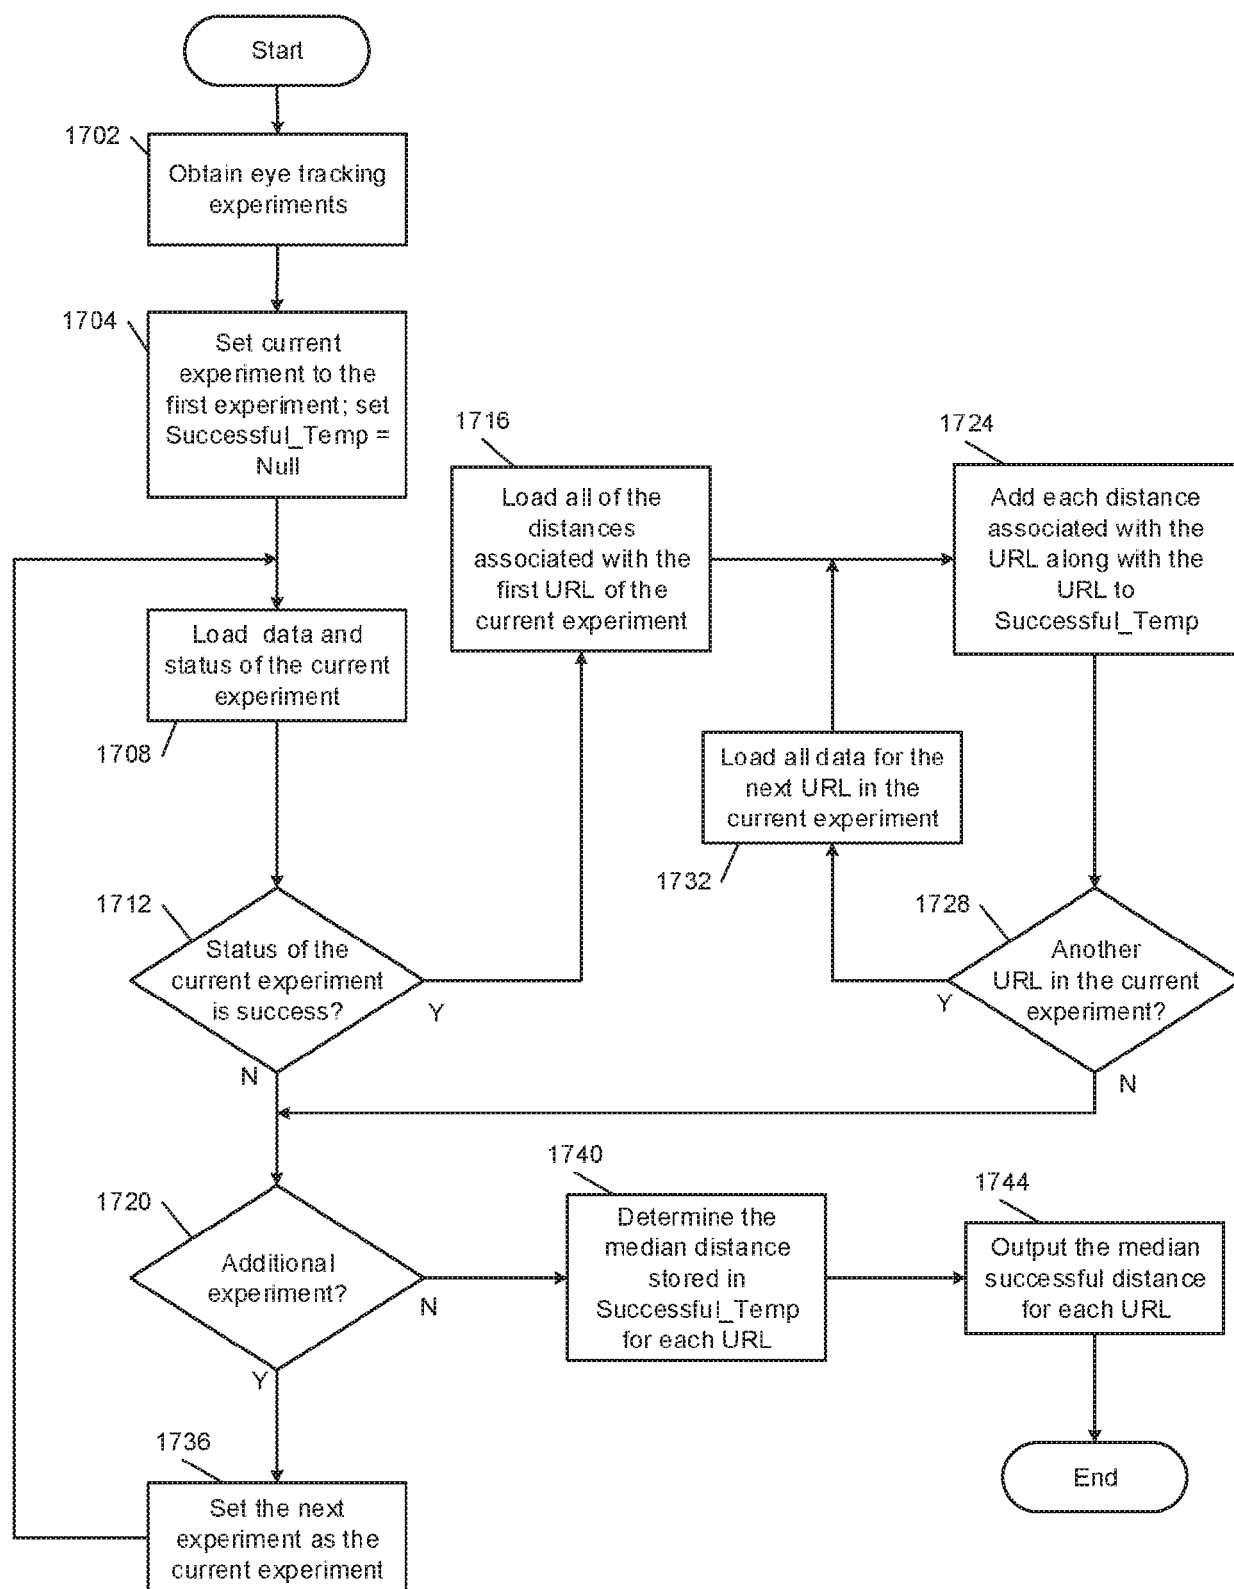 Start
1702
Obtain eye tracking
experiments
1704
Set current
experiment to the
first experiment; set
Successful_Temp =
Null
1716
Load all of the
distances
associated with the
first URL of the
current experiment
1724
Add each distance
associated with the
URL along with the
URL to
Successful_Temp
Load data and
status of the current
experiment
1708
Load all data for the
next URL in the
current experiment
1732
1712
Status of the
current experiment
is success?
Y
N
1728
Another
URL in the current
experiment?
Y
N
1720
Additional
experiment?
N
Y
1740
Determine the
median distance
stored in
Successful_Temp
for each URL
1744
Output the median
successful distance
for each URL
1736
Set the next
experiment as the
current experiment
End